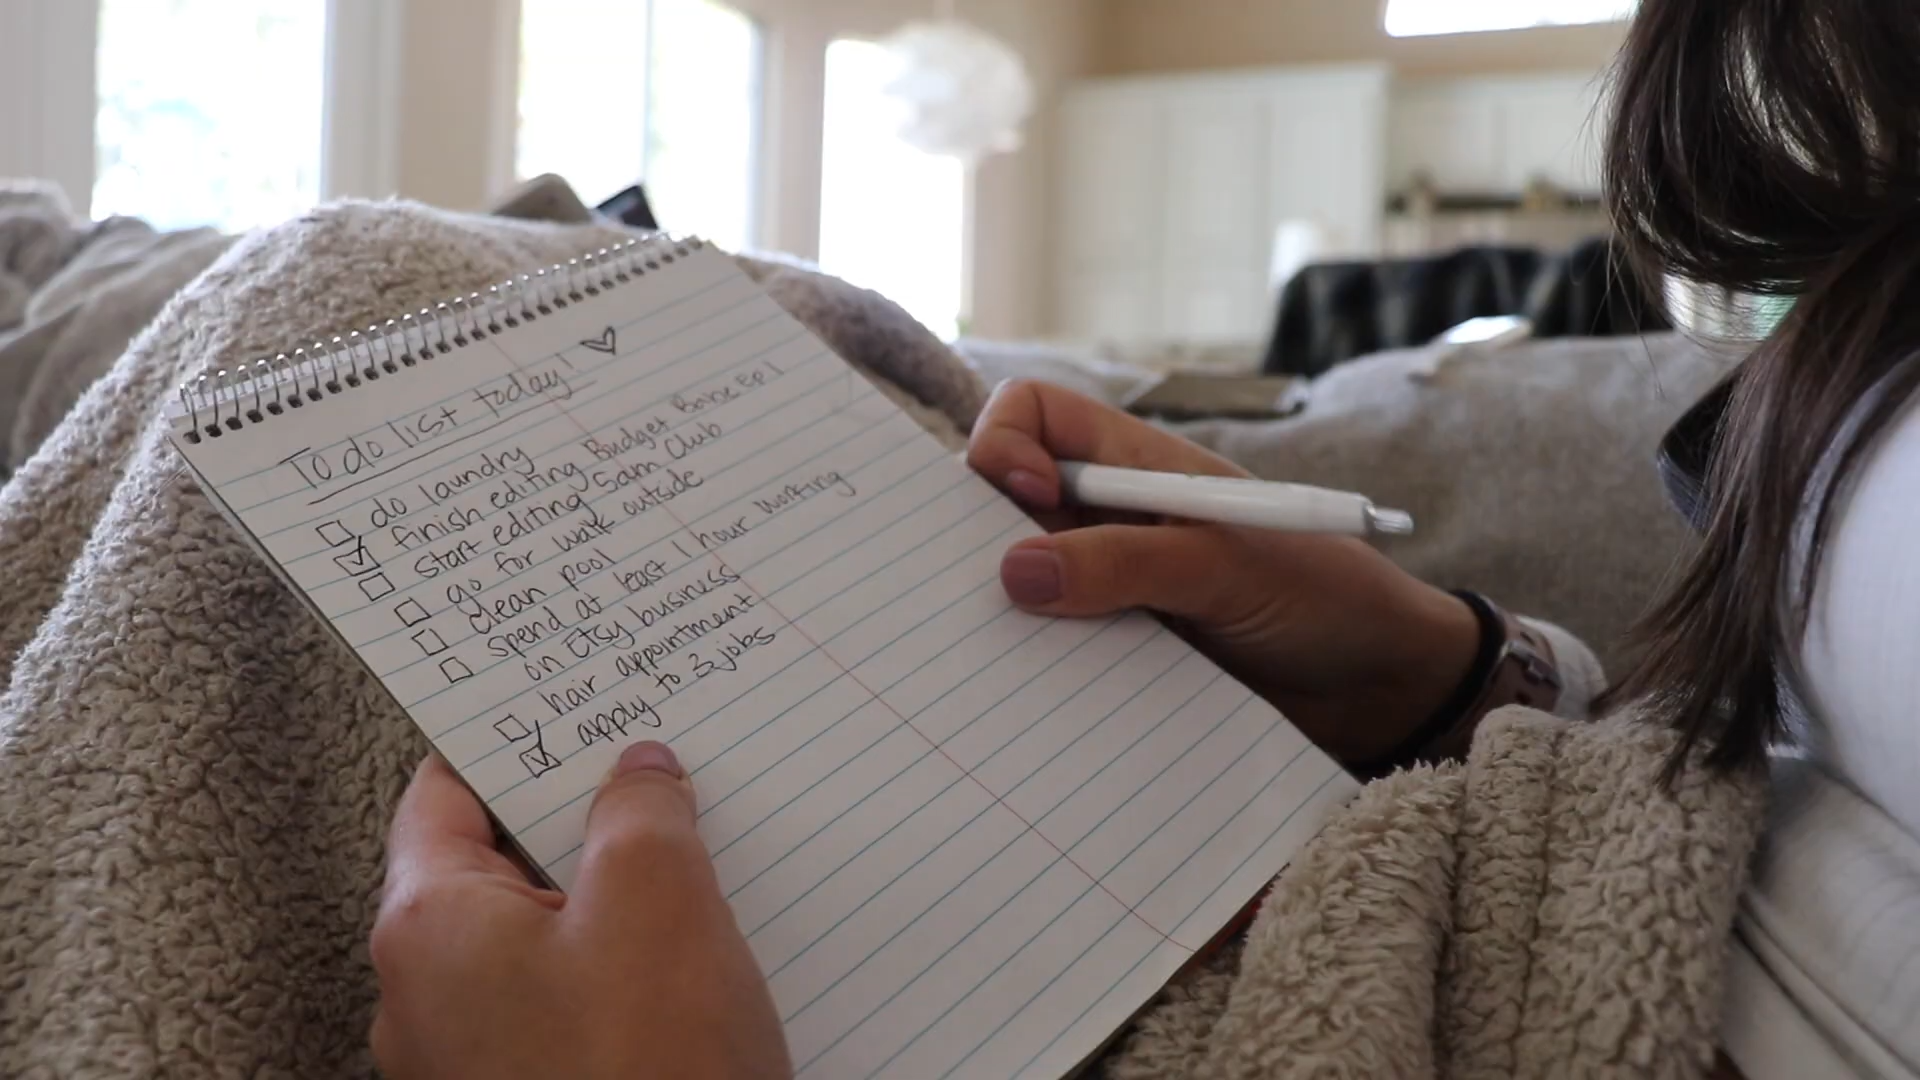 To do list today! ♡
☐ do laundry
☑ finish editing Budget Babe Ep 1
☐ start editing Sam Club
☐ go for walk outside
☐ clean pool
☐ spend at least 1 hour working
on Etsy business
☐ hair appointment
☑ apply to 3 jobs